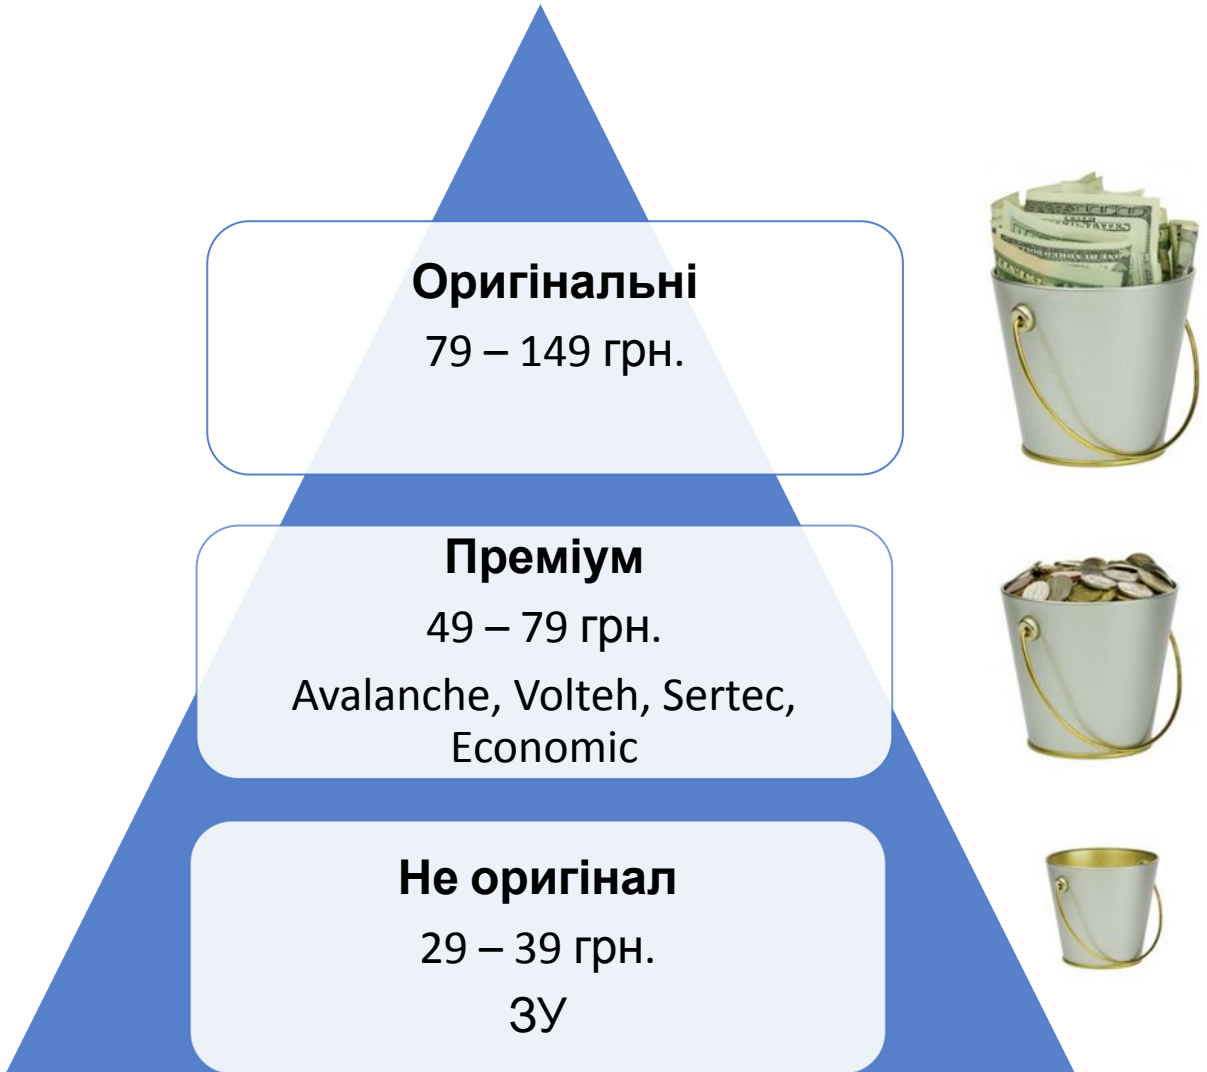 Оригінальні
79 – 149 грн.
Преміум
49 – 79 грн.
Avalanche, Volteh, Sertec,
Economic
Не оригінал
29 – 39 грн.
ЗУ